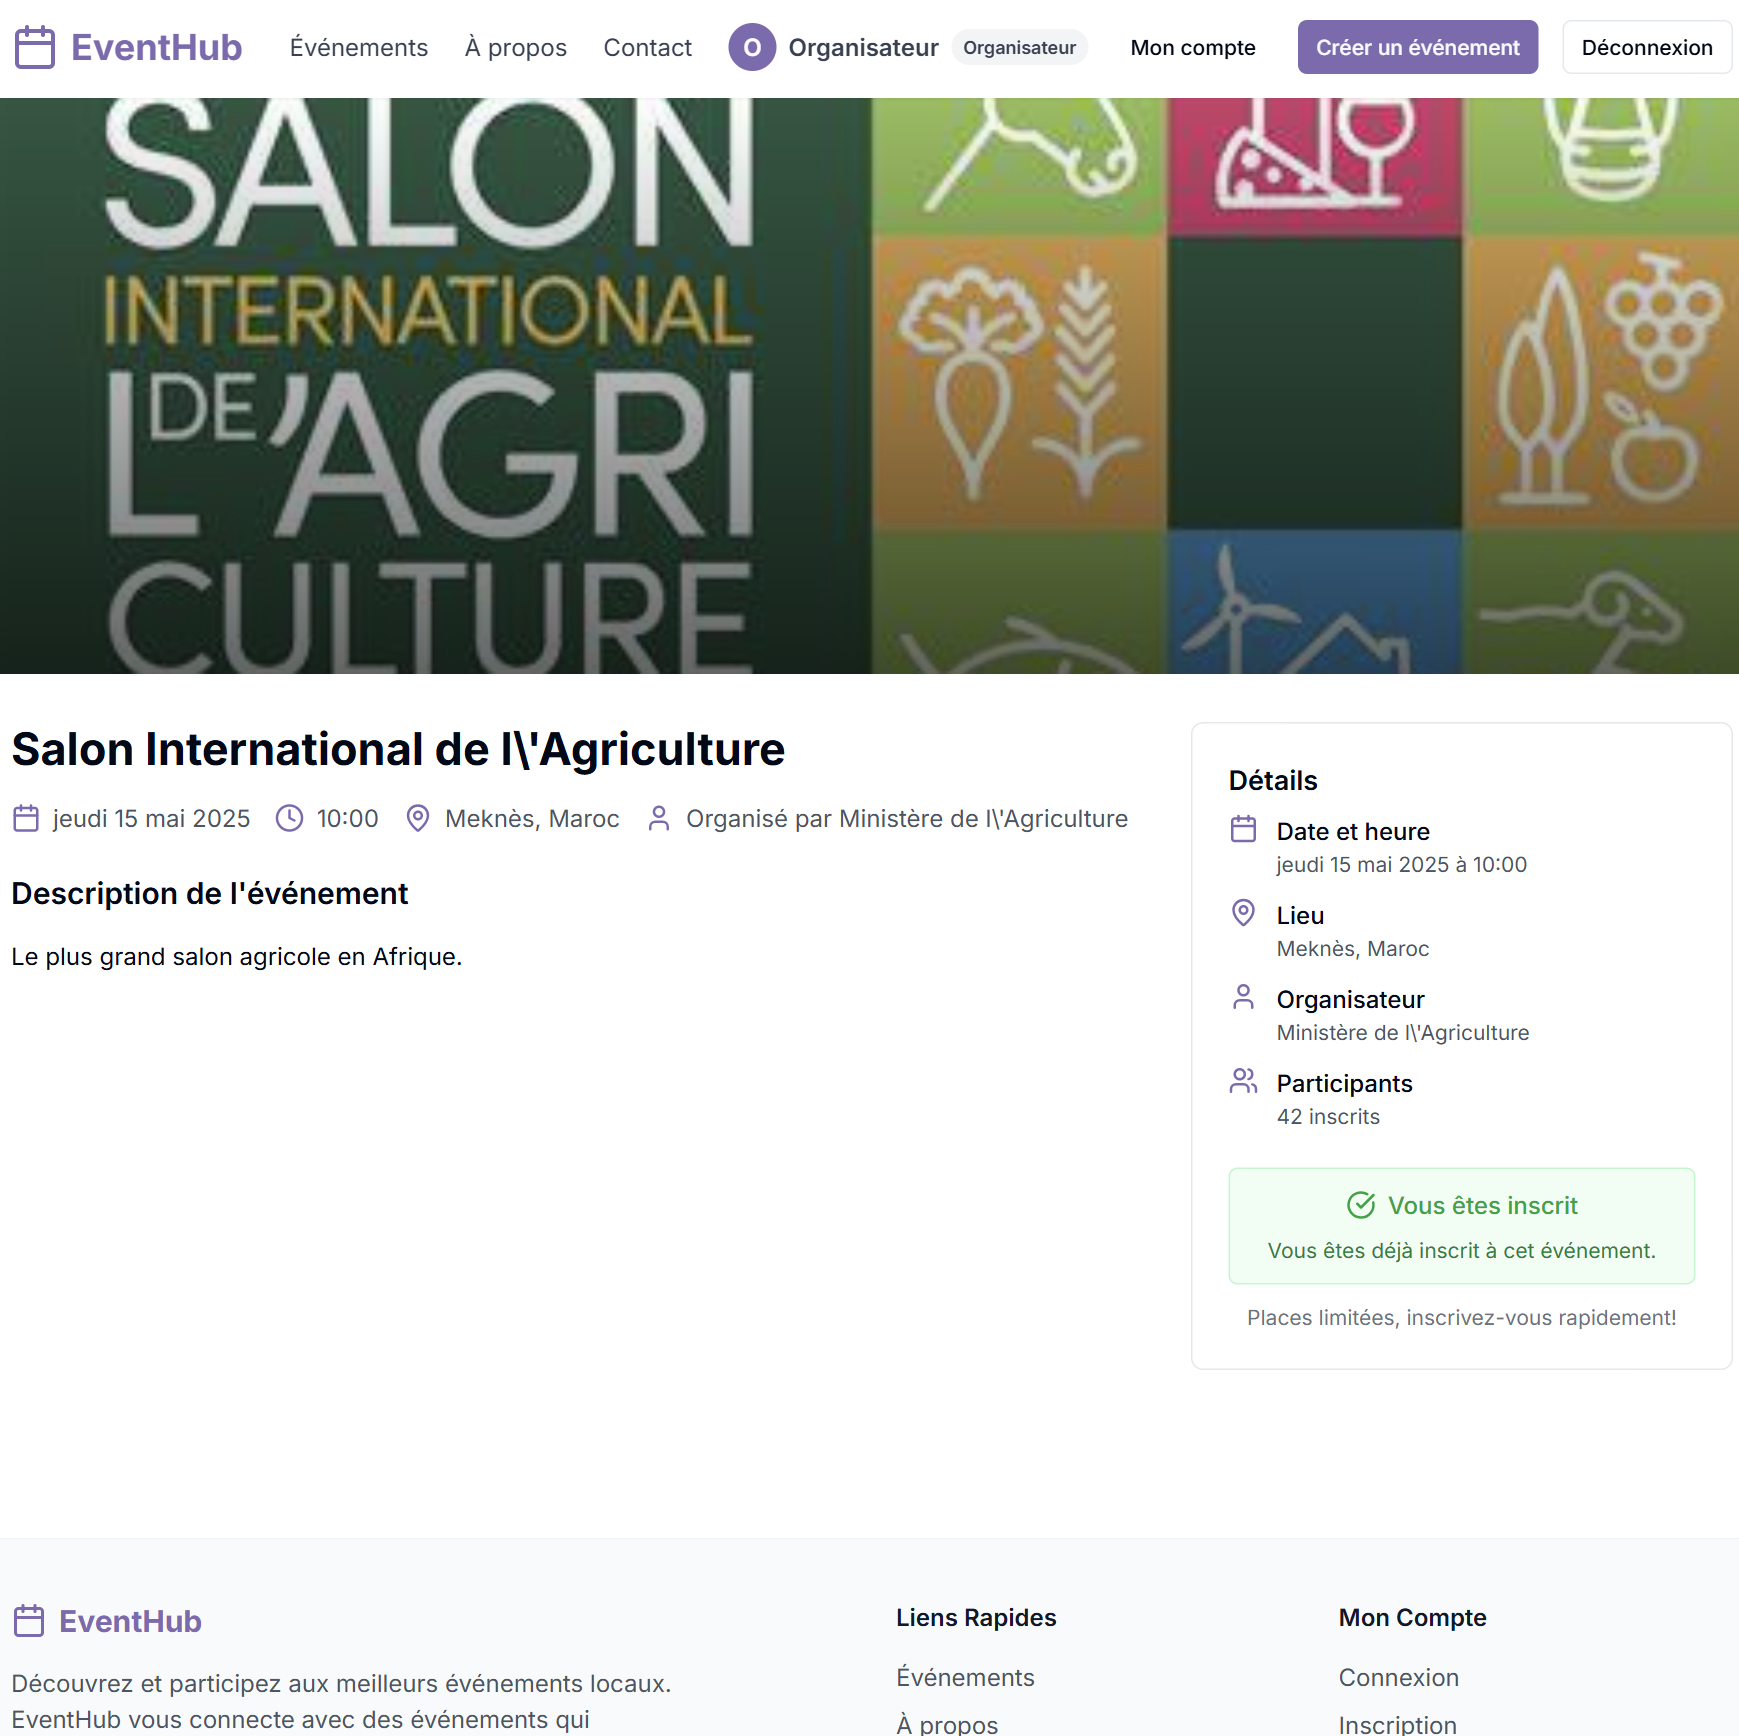 EventHub
Événements
À propos
Contact
O
Organisateur
Organisateur
Mon compte
Créer un événement
Déconnexion
SALON
INTERNATIONAL
DE
L'AGRI
CULTURE
Salon International de l\'Agriculture
jeudi 15 mai 2025
10:00
Meknès, Maroc
Organisé par Ministère de l\'Agriculture
Description de l'événement
Le plus grand salon agricole en Afrique.
Détails
Date et heure
jeudi 15 mai 2025 à 10:00
Lieu
Meknès, Maroc
Organisateur
Ministère de l\'Agriculture
Participants
42 inscrits
Vous êtes inscrit
Vous êtes déjà inscrit à cet événement.
Places limitées, inscrivez-vous rapidement!
EventHub
Découvrez et participez aux meilleurs événements locaux.
EventHub vous connecte avec des événements qui
Liens Rapides
Événements
À propos
Mon Compte
Connexion
Inscription